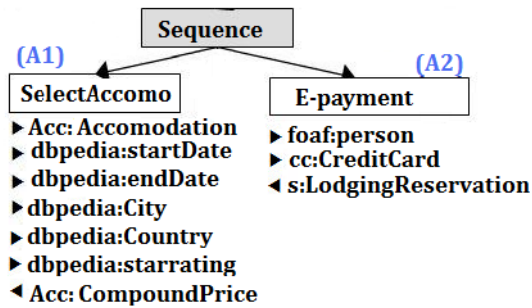 Sequence
(A1)
(A2)
SelectAccomo
E-payment
▶ Acc: Accomodation
▶ dbpedia:startDate
▶ dbpedia:endDate
▶ dbpedia:City
▶ dbpedia:Country
▶ dbpedia:starrating
◀ Acc: CompoundPrice
▶ foaf:person
▶ cc:CreditCard
◀ s:LodgingReservation